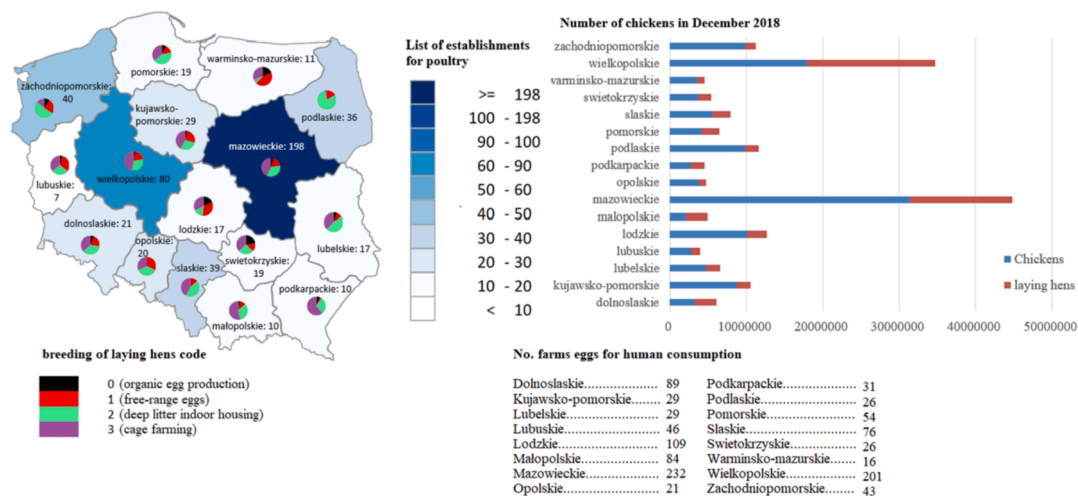 pomorskie: 19
warminsko-mazurskie: 11
zachodniopomorskie:
40
kujawsko-
pomorskie: 29
podlaskie: 36
mazowieckie: 198
lubuskie:
7
wielkopolskie: 80
dolnoslaskie: 21
opolskie:
20
lodzkie: 17
lubelskie: 17
slaskie: 39
swietokrzyskie:
19
podkarpackie: 10
małopolskie: 10
List of establishments
for poultry
>= 198
100 - 198
90 - 100
60 - 90
50 - 60
40 - 50
30 - 40
20 - 30
10 - 20
< 10
breeding of laying hens code
0 (organic egg production)
1 (free-range eggs)
2 (deep litter indoor housing)
3 (cage farming)
Number of chickens in December 2018
zachodniopomorskie
wielkopolskie
varminsko-mazurskie
swietokrzyskie
slaskie
pomorskie
podlaskie
podkarpackie
opolskie
mazowieckie
malopolskie
lodzkie
lubuskie
lubelskie
kujawsko-pomorskie
dolnoslaskie
Chickens
laying hens
0 10000000 20000000 30000000 40000000 50000000
No. farms eggs for human consumption
Dolnoslaskie................ 89
Kujawsko-pomorskie... 29
Lubelskie..................... 29
Lubuskie...................... 46
Lodzkie....................... 109
Małopolskie................. 84
Mazowieckie............... 232
Opolskie...................... 21
Podkarpackie................ 31
Podlaskie..................... 26
Pomorskie.................... 54
Slaskie......................... 76
Swietokrzyskie............. 26
Warminsko-mazurskie... 16
Wielkopolskie............... 201
Zachodniopomorskie.... 43